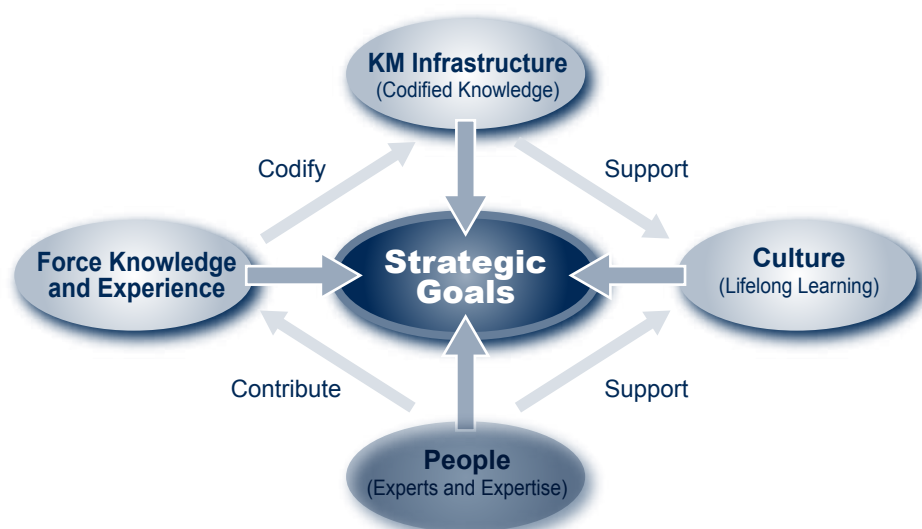 KM Infrastructure
(Codified Knowledge)
Codify
Support
Force Knowledge
and Experience
Strategic
Goals
Culture
(Lifelong Learning)
Contribute
Support
People
(Experts and Expertise)